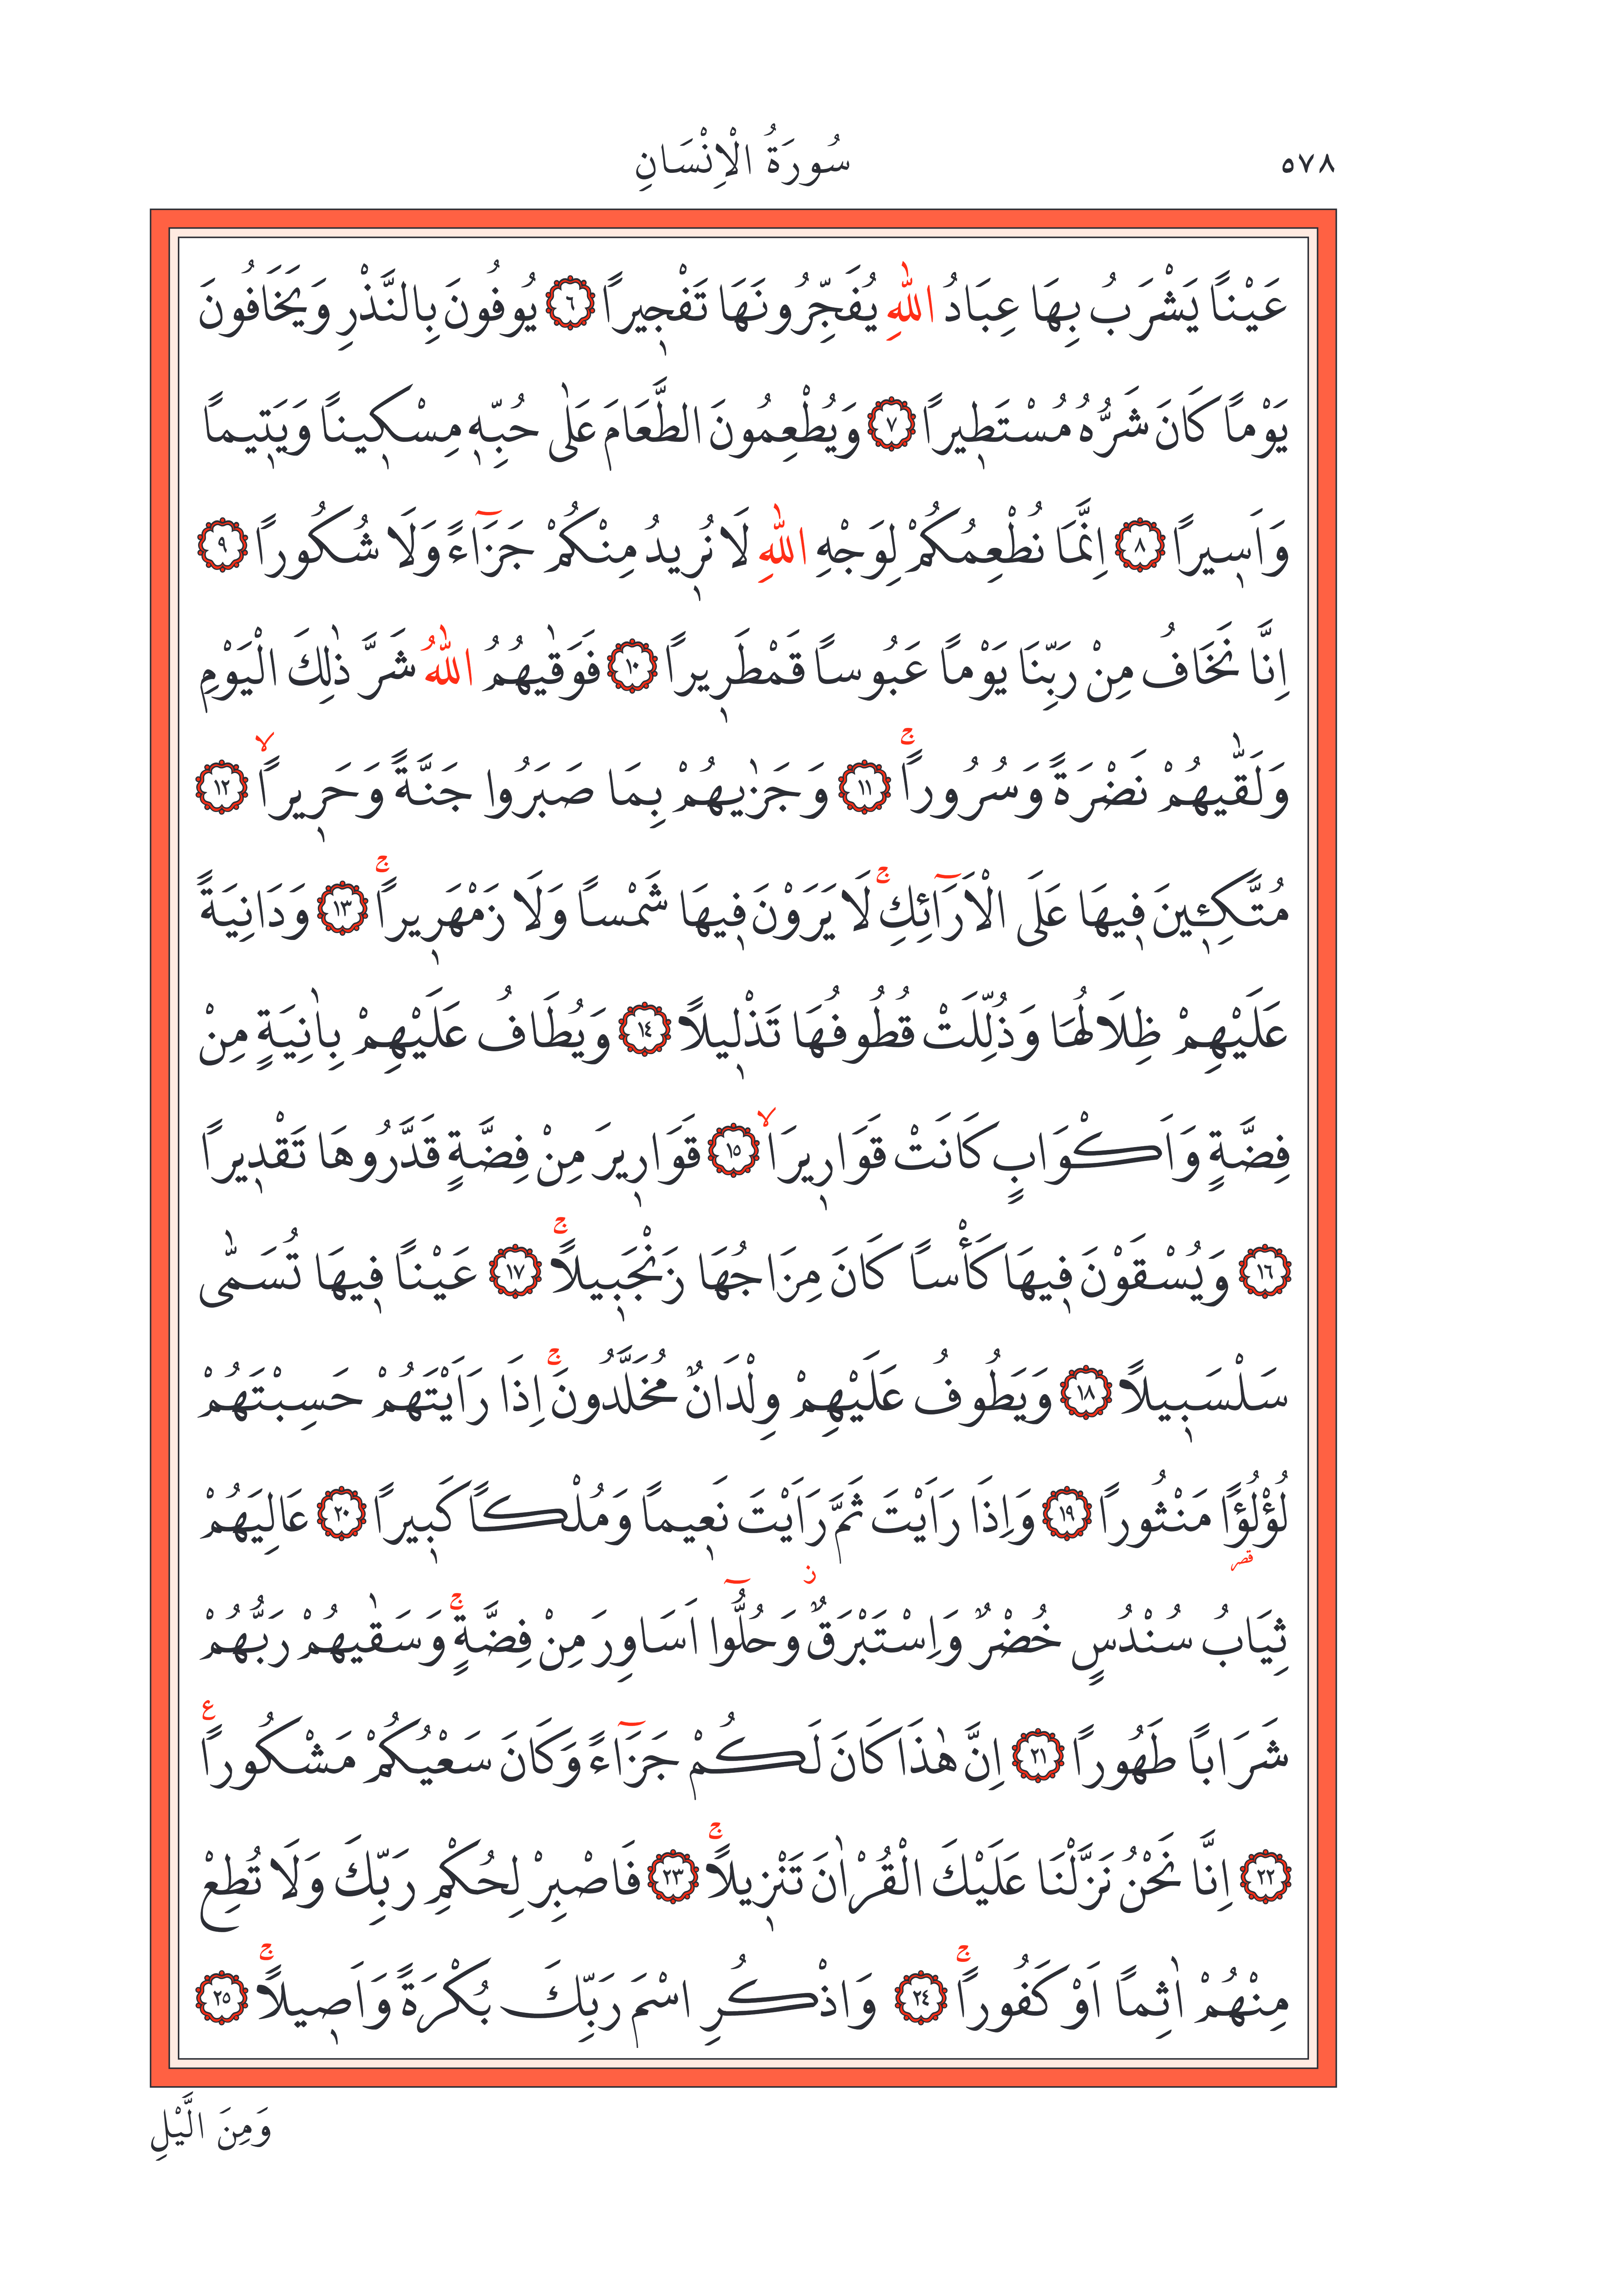 ٥٧٨
سُورَةُ الْاِنْسَانِ
عَيْنًا يَشْرَبُ بِهَا عِبَادُ اللّٰهِ يُفَجِّرُونَهَا تَفْجٖيرًا ٦ يُوفُونَ بِالنَّذْرِ وَيَخَافُونَ
يَوْمًا كَانَ شَرُّهُ مُسْتَطٖيرًا ٧ وَيُطْعِمُونَ الطَّعَامَ عَلٰى حُبِّهٖ مِسْكٖينًا وَيَتٖيمًا
وَاَسٖيرًا ٨ اِنَّمَا نُطْعِمُكُمْ لِوَجْهِ اللّٰهِ لَا نُرٖيدُ مِنْكُمْ جَزَٓاءً وَلَا شُكُورًا ٩
اِنَّا نَخَافُ مِنْ رَبِّنَا يَوْمًا عَبُوسًا قَمْطَرٖيرًا ١٠ فَوَقٰيهُمُ اللّٰهُ شَرَّ ذٰلِكَ الْيَوْمِ
وَلَقّٰيهُمْ نَضْرَةً وَسُرُورًاۚ ١١ وَجَزٰيهُمْ بِمَا صَبَرُوا جَنَّةً وَحَرٖيرًاۙ ١٢
مُتَّكِـٖٔينَ فٖيهَا عَلَى الْاَرَٓائِكِۚ لَا يَرَوْنَ فٖيهَا شَمْسًا وَلَا زَمْهَرٖيرًاۚ ١٣ وَدَانِيَةً
عَلَيْهِمْ ظِلَالُهَا وَذُلِّلَتْ قُطُوفُهَا تَذْلٖيلًا ١٤ وَيُطَافُ عَلَيْهِمْ بِاٰنِيَةٍ مِنْ
فِضَّةٍ وَاَكْوَابٍ كَانَتْ قَوَارٖيرَاۙ ١٥ قَوَارٖيرَ مِنْ فِضَّةٍ قَدَّرُوهَا تَقْدٖيرًا
١٦ وَيُسْقَوْنَ فٖيهَا كَأْسًا كَانَ مِزَاجُهَا زَنْجَبٖيلًاۚ ١٧ عَيْنًا فٖيهَا تُسَمّٰى
سَلْسَبٖيلًا ١٨ وَيَطُوفُ عَلَيْهِمْ وِلْدَانٌ مُخَلَّدُونَۚ اِذَا رَاَيْتَهُمْ حَسِبْتَهُمْ
لُؤْلُؤًا مَنْثُورًا ١٩ وَاِذَا رَاَيْتَ ثَمَّ رَاَيْتَ نَعٖيمًا وَمُلْكًا كَبٖيرًا ٢٠ عَالِيَهُمْ
قصر
ثِيَابُ سُنْدُسٍ خُضْرٌ وَاِسْتَبْرَقٌؗ وَحُلُّٓوا اَسَاوِرَ مِنْ فِضَّةٍۚ وَسَقٰيهُمْ رَبُّهُمْ
شَرَابًا طَهُورًا ٢١ اِنَّ هٰذَا كَانَ لَكُمْ جَزَٓاءً وَكَانَ سَعْيُكُمْ مَشْكُورًا ع
٢٢ اِنَّا نَحْنُ نَزَّلْنَا عَلَيْكَ الْقُرْاٰنَ تَنْزٖيلًاۚ ٢٣ فَاصْبِرْ لِحُكْمِ رَبِّكَ وَلَا تُطِعْ
مِنْهُمْ اٰثِمًا اَوْ كَفُورًاۚ ٢٤ وَاذْكُرِ اسْمَ رَبِّكَ بُكْرَةً وَاَصٖيلًاۚ ٢٥
وَمِنَ الَّيْلِ